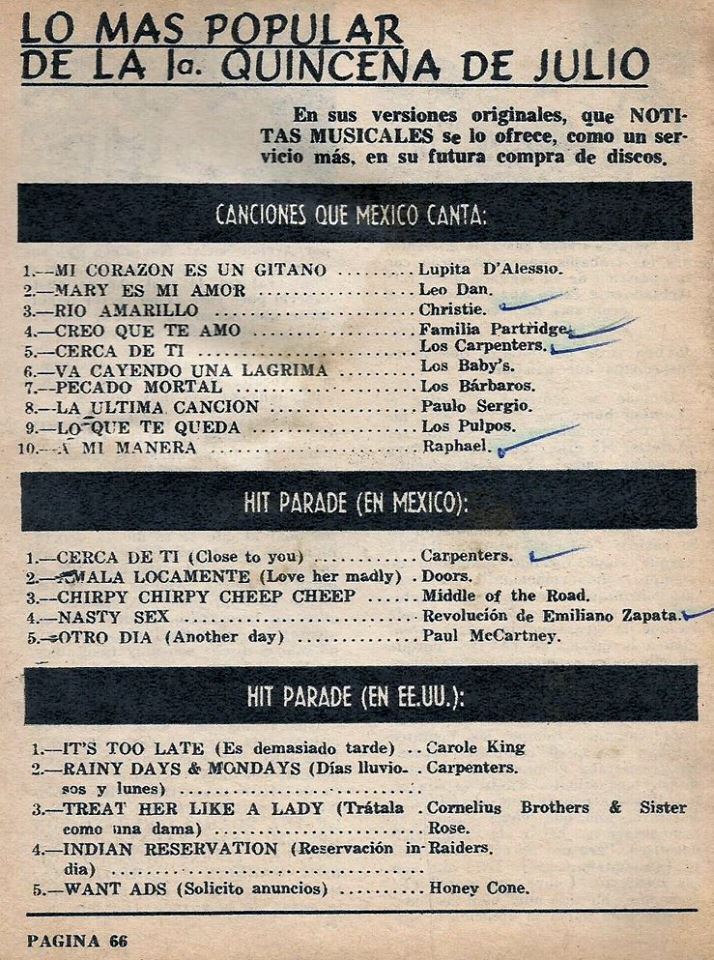 LO MAS POPULAR
DE LA 1a. QUINCENA DE JULIO
En sus versiones originales, que NOTI-
TAS MUSICALES se lo ofrece, como un ser-
vicio más, en su futura compra de discos.
CANCIONES QUE MEXICO CANTA:
1.—MI CORAZON ES UN GITANO ........ Lupita D'Alessio.
2.—MARY ES MI AMOR ................ Leo Dan.
3.—RIO AMARILLO .................... Christie.
4.—CREO QUE TE AMO ................ Familia Partridge.
5.—CERCA DE TI ...................... Los Carpenters.
6.—VA CAYENDO UNA LAGRIMA ........ Los Baby's.
7.—PECADO MORTAL .................. Los Bárbaros.
8.—LA ULTIMA CANCION .............. Paulo Sergio.
9.—LO QUE TE QUEDA ................ Los Pulpos.
10.—A MI MANERA .................... Raphael.
HIT PARADE (EN MEXICO):
1.—CERCA DE TI (Close to you) .......... Carpenters.
2.—AMALA LOCAMENTE (Love her madly) . Doors.
3.—CHIRPY CHIRPY CHEEP CHEEP ...... Middle of the Road.
4.—NASTY SEX ........................ Revolución de Emiliano Zapata.
5.—OTRO DIA (Another day) ............. Paul McCartney.
HIT PARADE (EN EE.UU.):
1.—IT'S TOO LATE (Es demasiado tarde) .. Carole King
2.—RAINY DAYS & MONDAYS (Días lluvio- . Carpenters.
sos y lunes) ......................
3.—TREAT HER LIKE A LADY (Trátala . Cornelius Brothers & Sister
como una dama) .................... Rose.
4.—INDIAN RESERVATION (Reservación in- Raiders.
dia) ............................
5.—WANT ADS (Solicito anuncios) ......... Honey Cone.
PAGINA 66